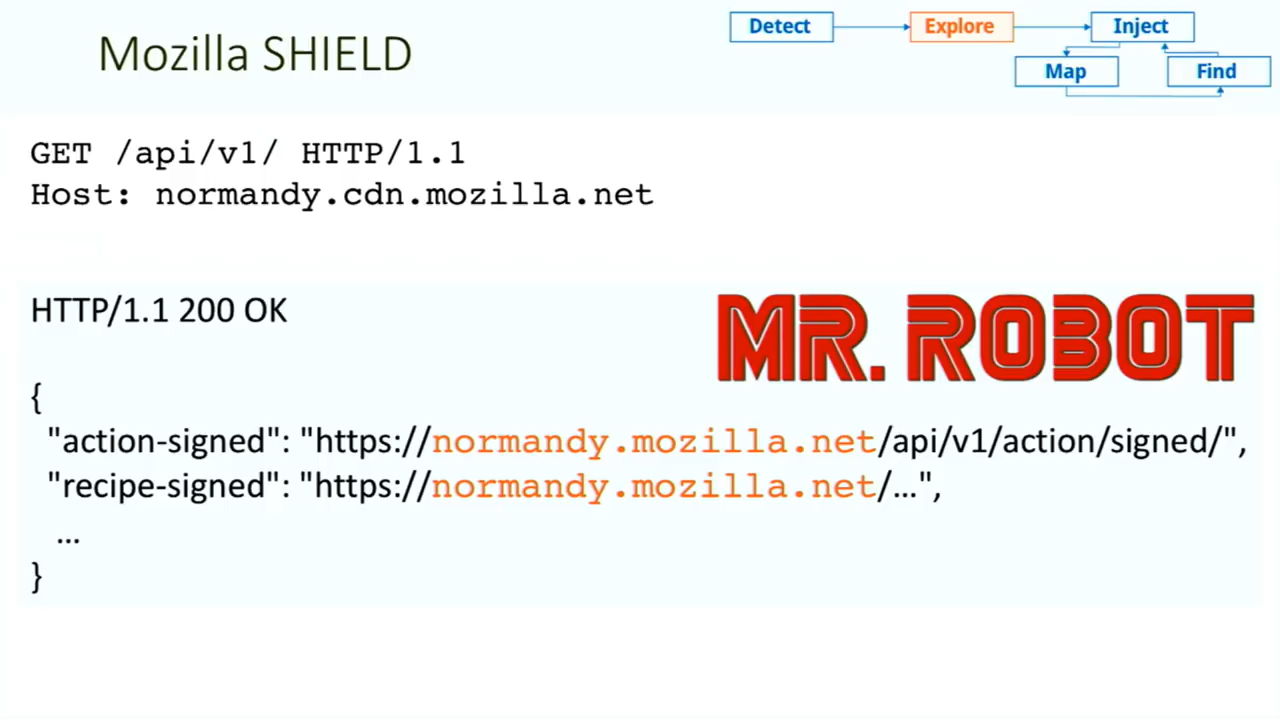 Mozilla SHIELD
Detect
Explore
Inject
Map
Find
GET /api/v1/ HTTP/1.1
Host: normandy.cdn.mozilla.net
HTTP/1.1 200 OK
MR. ROBOT
{
"action-signed": "https://normandy.mozilla.net/api/v1/action/signed/",
"recipe-signed": "https://normandy.mozilla.net/…",
…
}